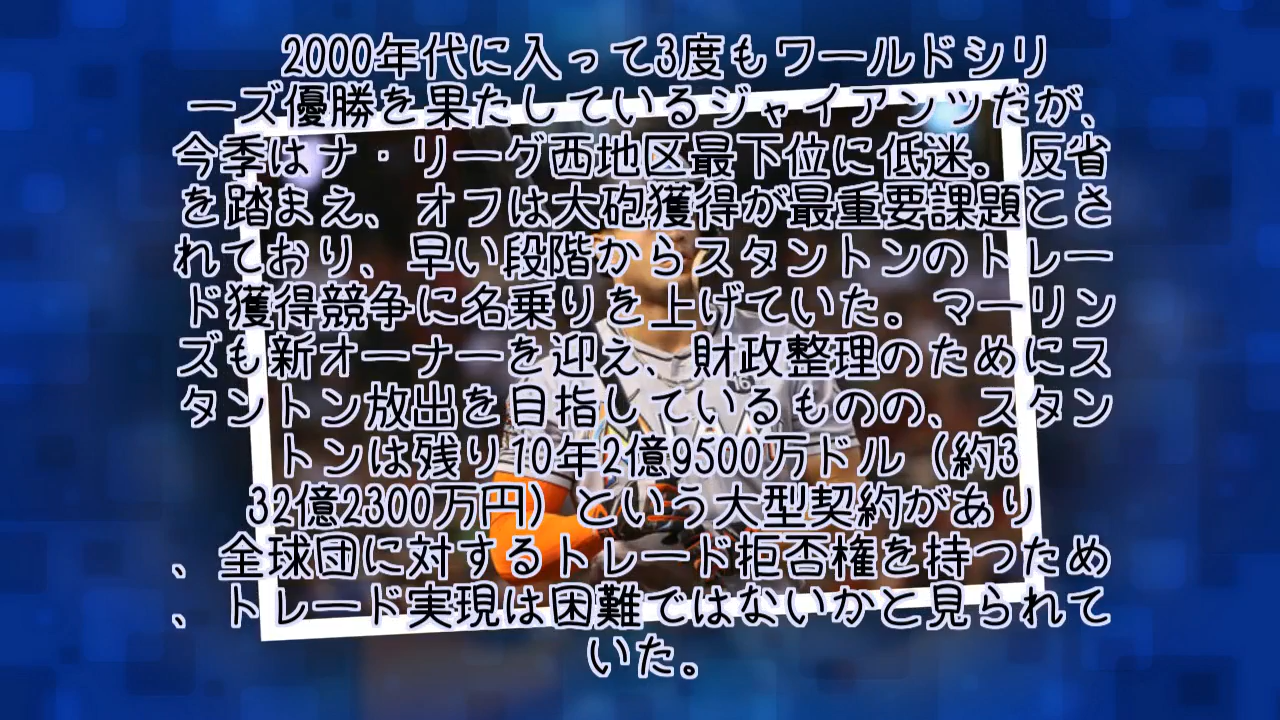 2000年代に入って3度もワールドシリ
ーズ優勝を果たしているジャイアンツだが、
今季はナ・リーグ西地区最下位に低迷。反省
を踏まえ、オフは大砲獲得が最重要課題とさ
れており、早い段階からスタントンのトレー
ド獲得競争に名乗りを上げていた。マーリン
ズも新オーナーを迎え、財政整理のためにス
タントン放出を目指しているものの、スタン
トンは残り10年2億9500万ドル（約3
32億2300万円）という大型契約があり
、全球団に対するトレード拒否権を持つため
、トレード実現は困難ではないかと見られて
いた。